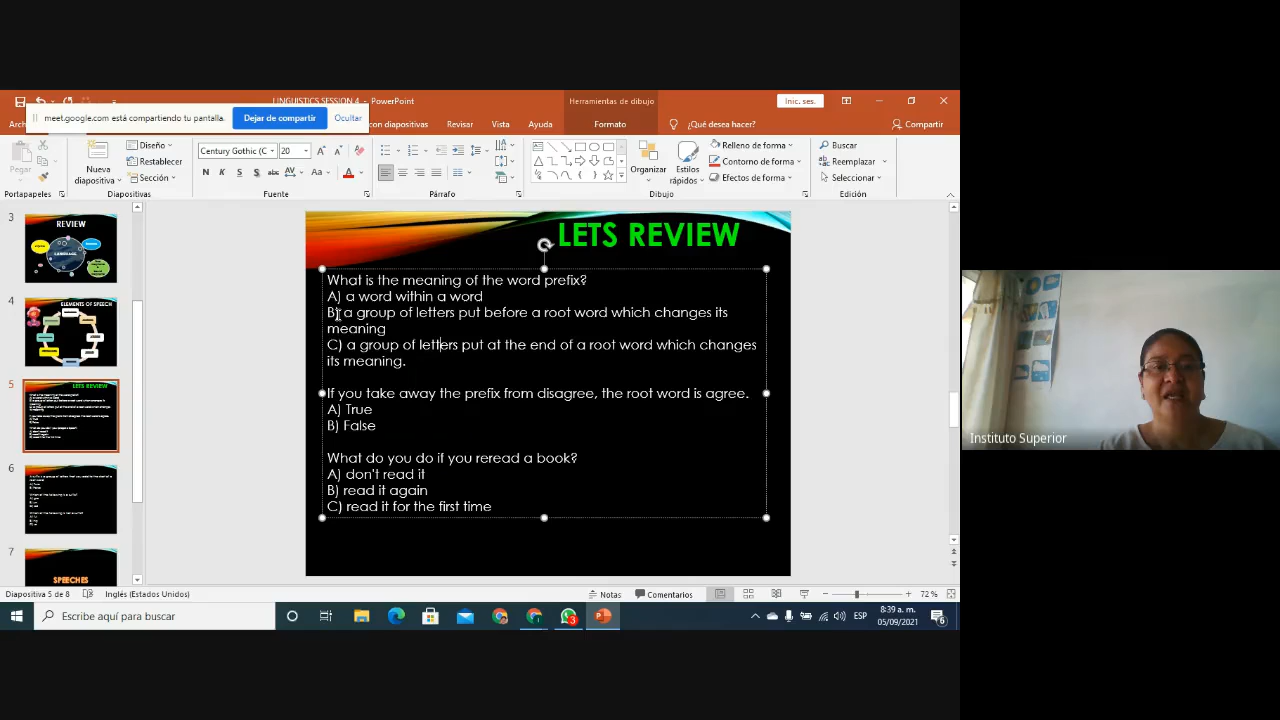 LINGUISTICS SESSION 4 - PowerPoint
Herramientas de dibujo
Inic. ses.
meet.google.com está compartiendo tu pantalla.
Dejar de compartir
Ocultar
con diapositivas
Revisar
Vista
Ayuda
Formato
¿Qué desea hacer?
Compartir
Pegar
Nueva
diapositiva
Diseño
Restablecer
Sección
Century Gothic (C
20
Organizar
Estilos
rápidos
Relleno de forma
Contorno de forma
Efectos de forma
Buscar
Reemplazar
Seleccionar
Portapapeles
Diapositivas
Fuente
Párrafo
Dibujo
Edición
3
REVIEW
LANGUAGE
4
ELEMENTS OF SPEECH
5
LETS REVIEW
6
7
SPEECHES
LETS REVIEW
What is the meaning of the word prefix?
A) a word within a word
B) a group of letters put before a root word which changes its
meaning
C) a group of letters put at the end of a root word which changes
its meaning.
If you take away the prefix from disagree, the root word is agree.
A) True
B) False
What do you do if you reread a book?
A) don't read it
B) read it again
C) read it for the first time
Instituto Superior
Diapositiva 5 de 8
Inglés (Estados Unidos)
Notas
Comentarios
72 %
Escribe aquí para buscar
3
ESP
8:39 a. m.
05/09/2021
6